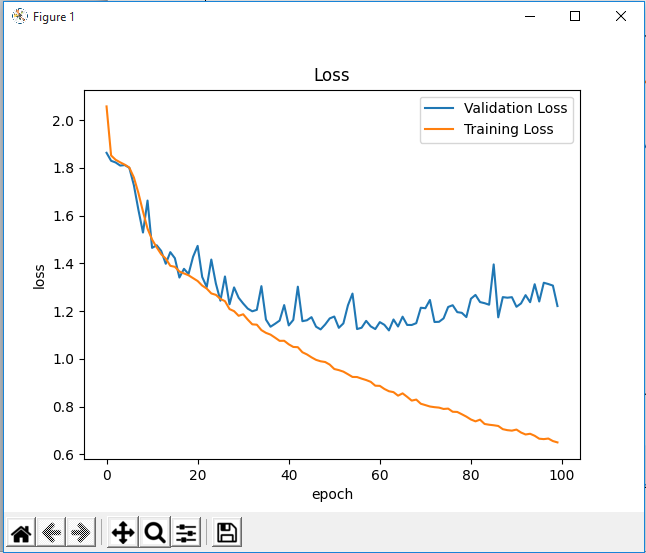 Figure 1
Loss
Validation Loss
Training Loss
2.0
1.8
1.6
1.4
1.2
1.0
0.8
0.6
loss
0 20 40 60 80 100
epoch